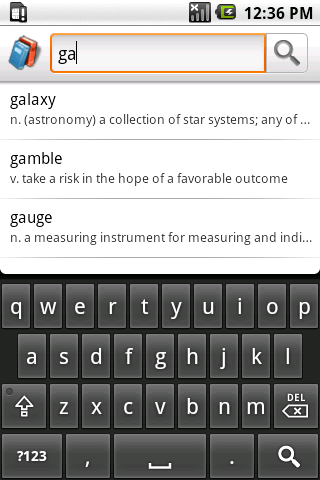 12:36 PM
ga
galaxy
n. (astronomy) a collection of star systems; any of ...
gamble
v. take a risk in the hope of a favorable outcome
gauge
n. a measuring instrument for measuring and indi...
q w e r t y u i o p
a s d f g h j k l
z x c v b n m DEL
?123 , .